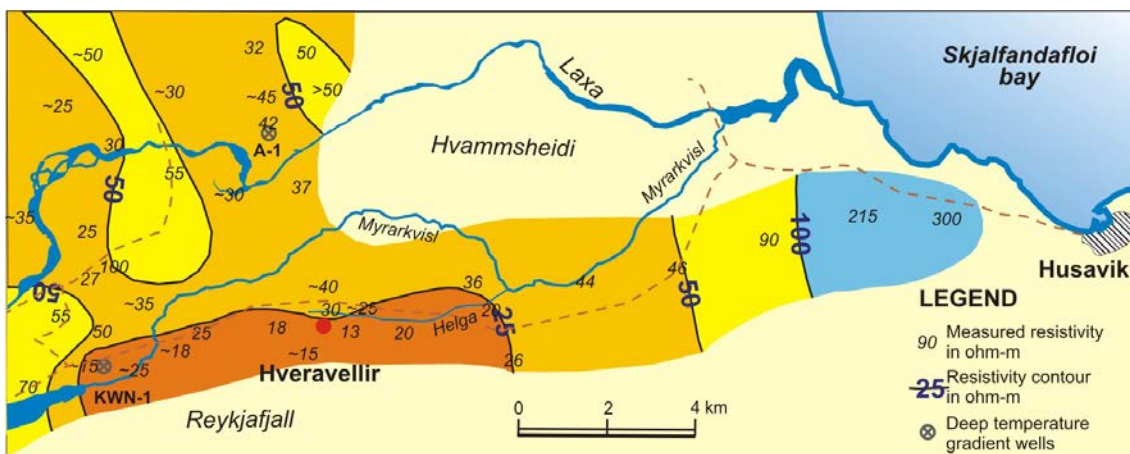 ~50
32
50
>50
50
~45
~25
~30
42
A-1
30
55
50
~30
37
~35
25
100
27
50
55
~35
50
70
~15
KWN-1
~25
~18
25
18
~40
30
~25
13
20
~15
36
20
25
26
Helga
44
46
50
90
100
215
300
Laxa
Hvammsheidi
Myrarkvisl
Myrarkvisl
Skjalfandafloi
bay
Husavik
Hveravellir
Reykjafjall
0 2 4 km
LEGEND
90 Measured resistivity
in ohm-m
25 Resistivity contour
in ohm-m
Deep temperature
gradient wells